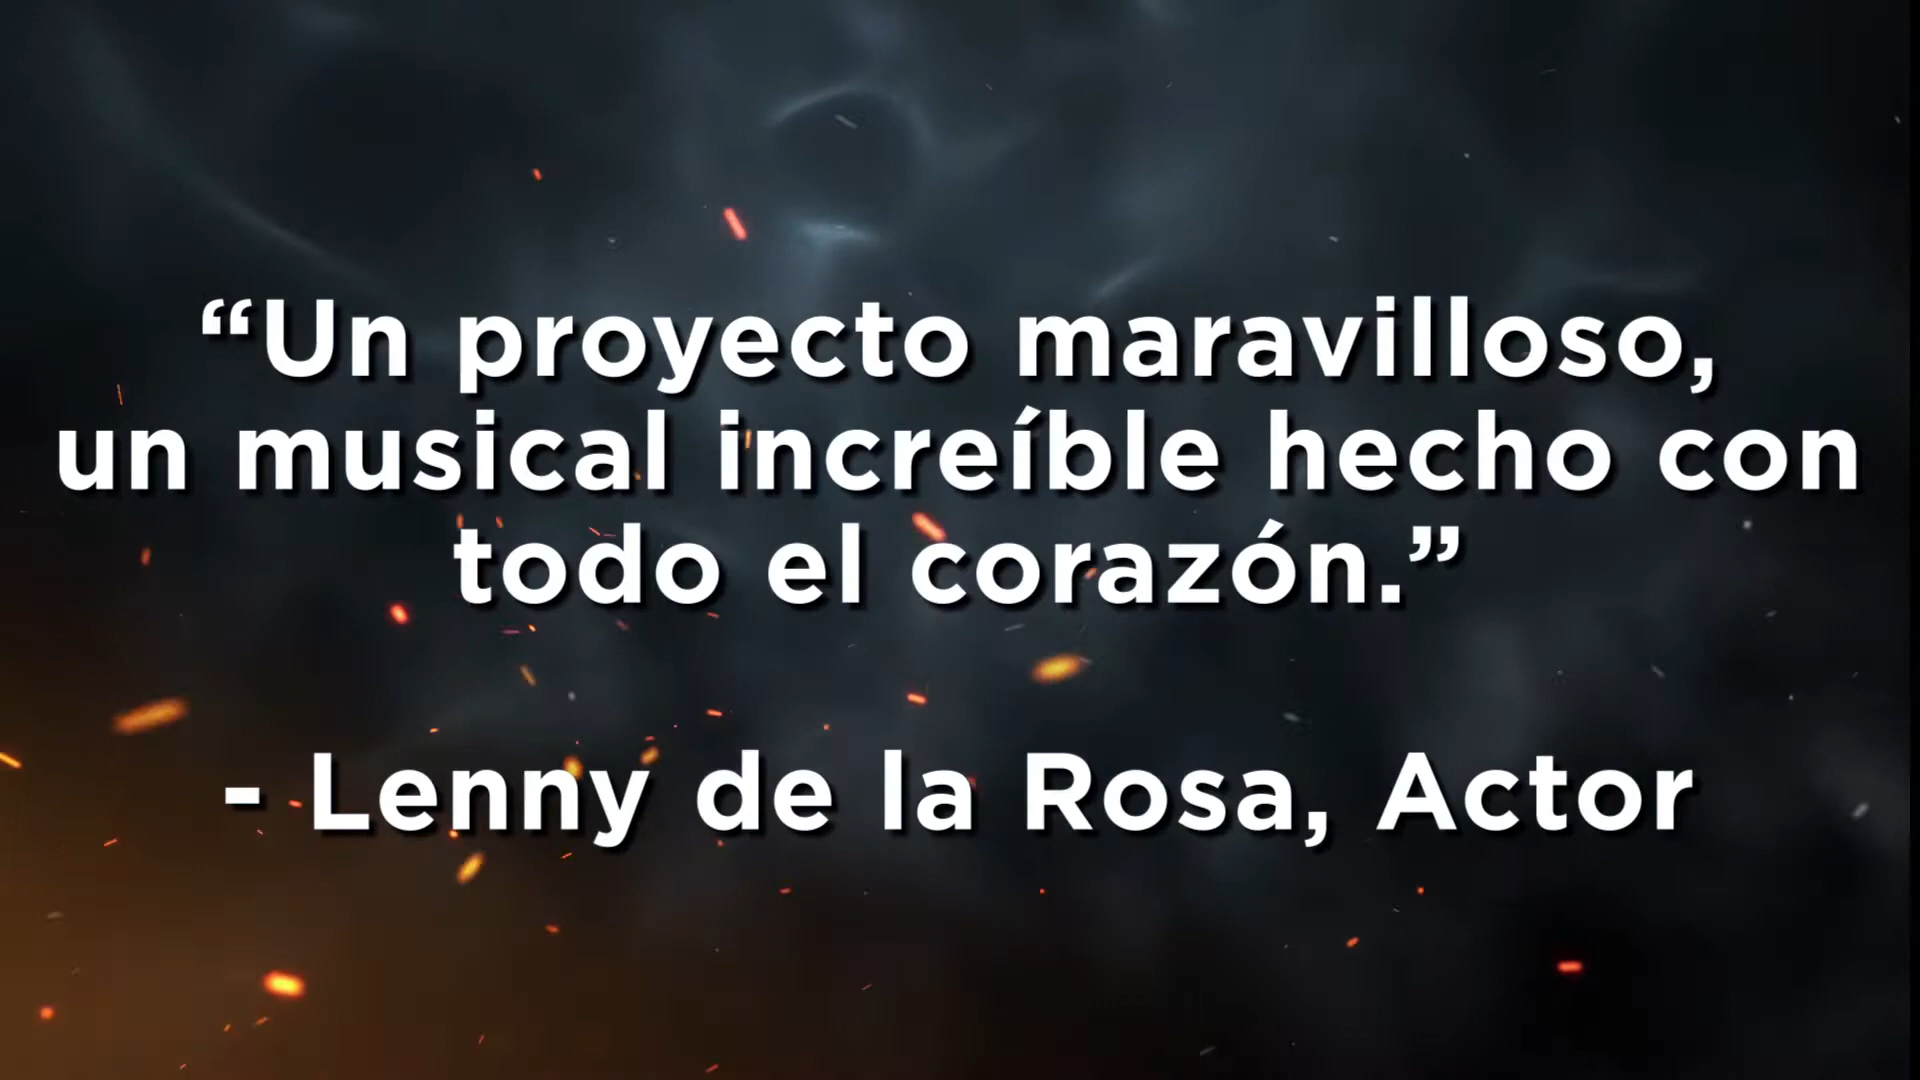 “Un proyecto maravilloso,
un musical increíble hecho con
todo el corazón.”
- Lenny de la Rosa, Actor